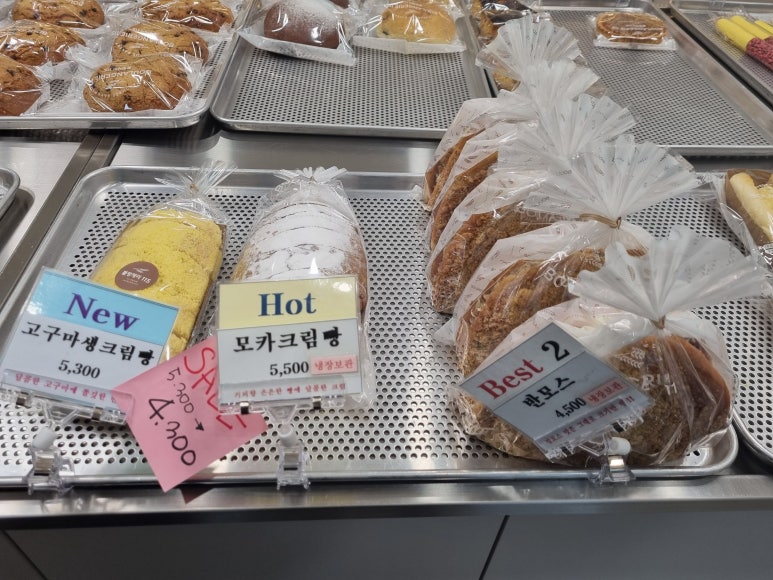 New
고구마생크림빵
5,300
SALE
5.300→
4.300
Hot
모카크림빵
5,500 냉장보관
Best 2
반모스
4,500 냉장보관